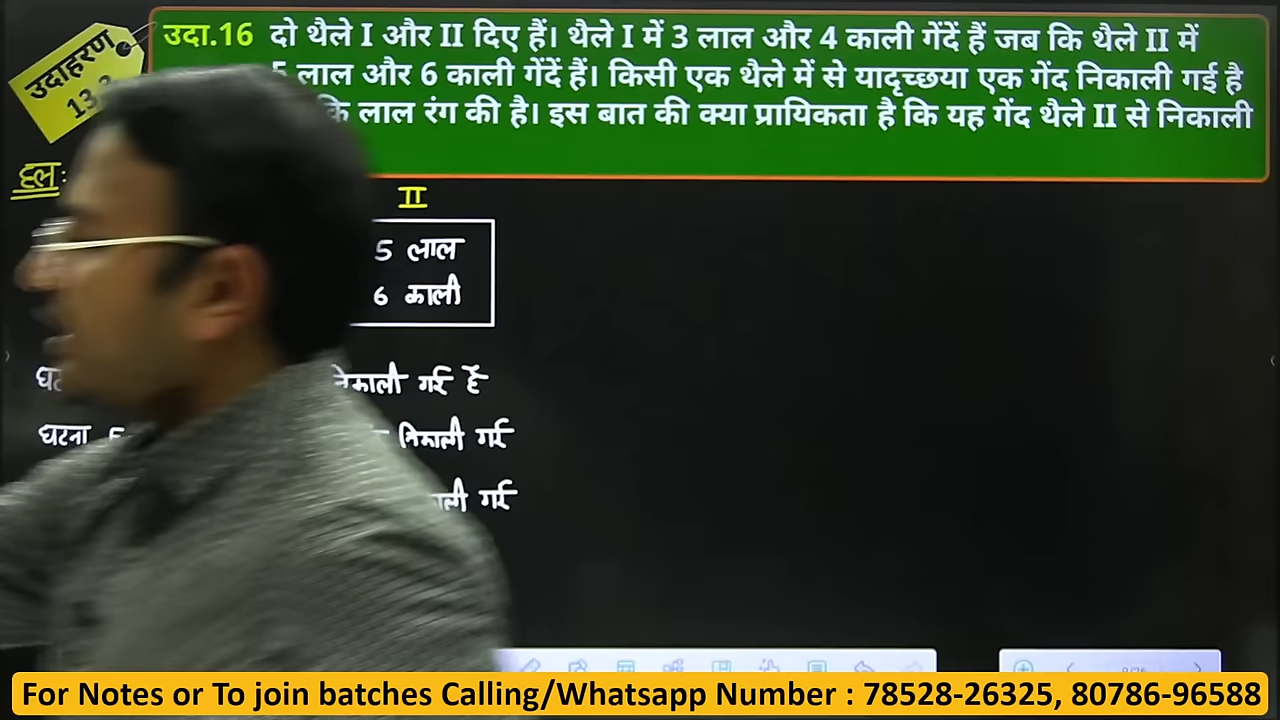 उदाहरण
उदा.16 दो थैले I और II दिए हैं। थैले I में 3 लाल और 4 काली गेंदें हैं जब कि थैले II में
5 लाल और 6 काली गेंदें हैं। किसी एक थैले में से यादृच्छया एक गेंद निकाली गई है
कि लाल रंग की है। इस बात की क्या प्रायिकता है कि यह गेंद थैले II से निकाली
हल:
II
5 लाल
6 काली
निकाली गई है
घटना निकाली गई
गई
For Notes or To join batches Calling/Whatsapp Number : 78528-26325, 80786-96588